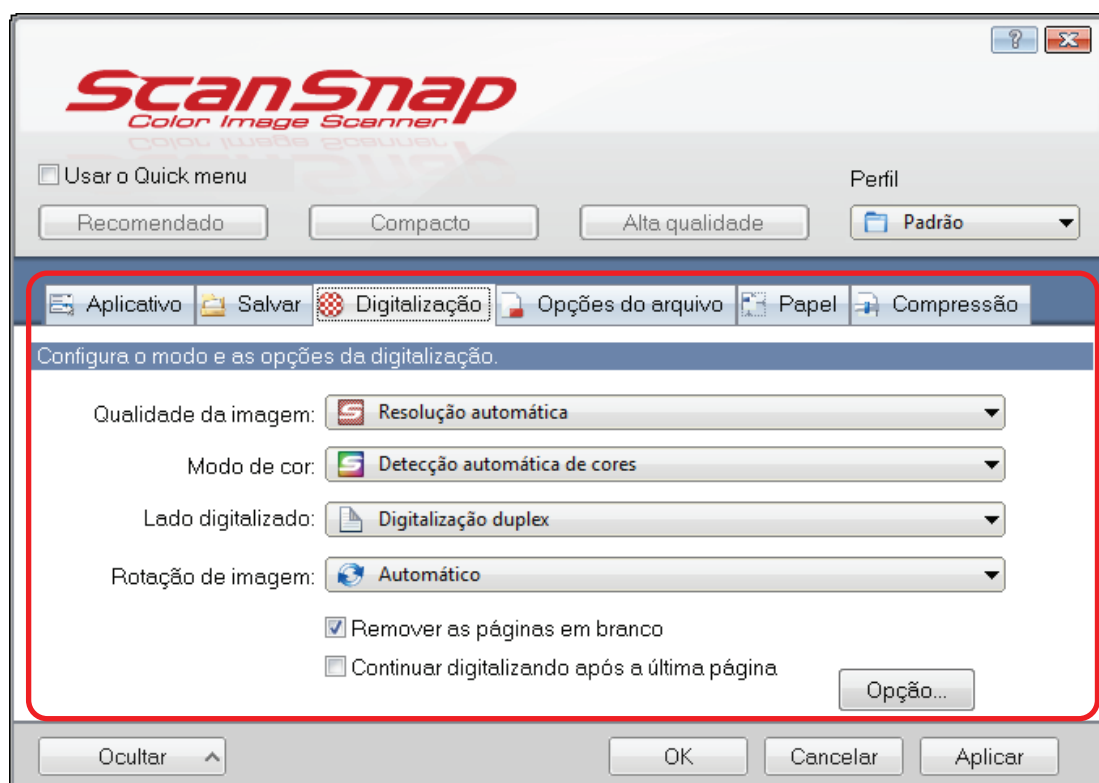 ScanSnap
Color Image Scanner
Usar o Quick menu
Perfil
Recomendado Compacto Alta qualidade Padrão
Aplicativo Salvar Digitalização Opções do arquivo Papel Compressão
Configura o modo e as opções da digitalização.
Qualidade da imagem: Resolução automática
Modo de cor: Detecção automática de cores
Lado digitalizado: Digitalização duplex
Rotação de imagem: Automático
Remover as páginas em branco
Continuar digitalizando após a última página
Opção...
Ocultar OK Cancelar Aplicar